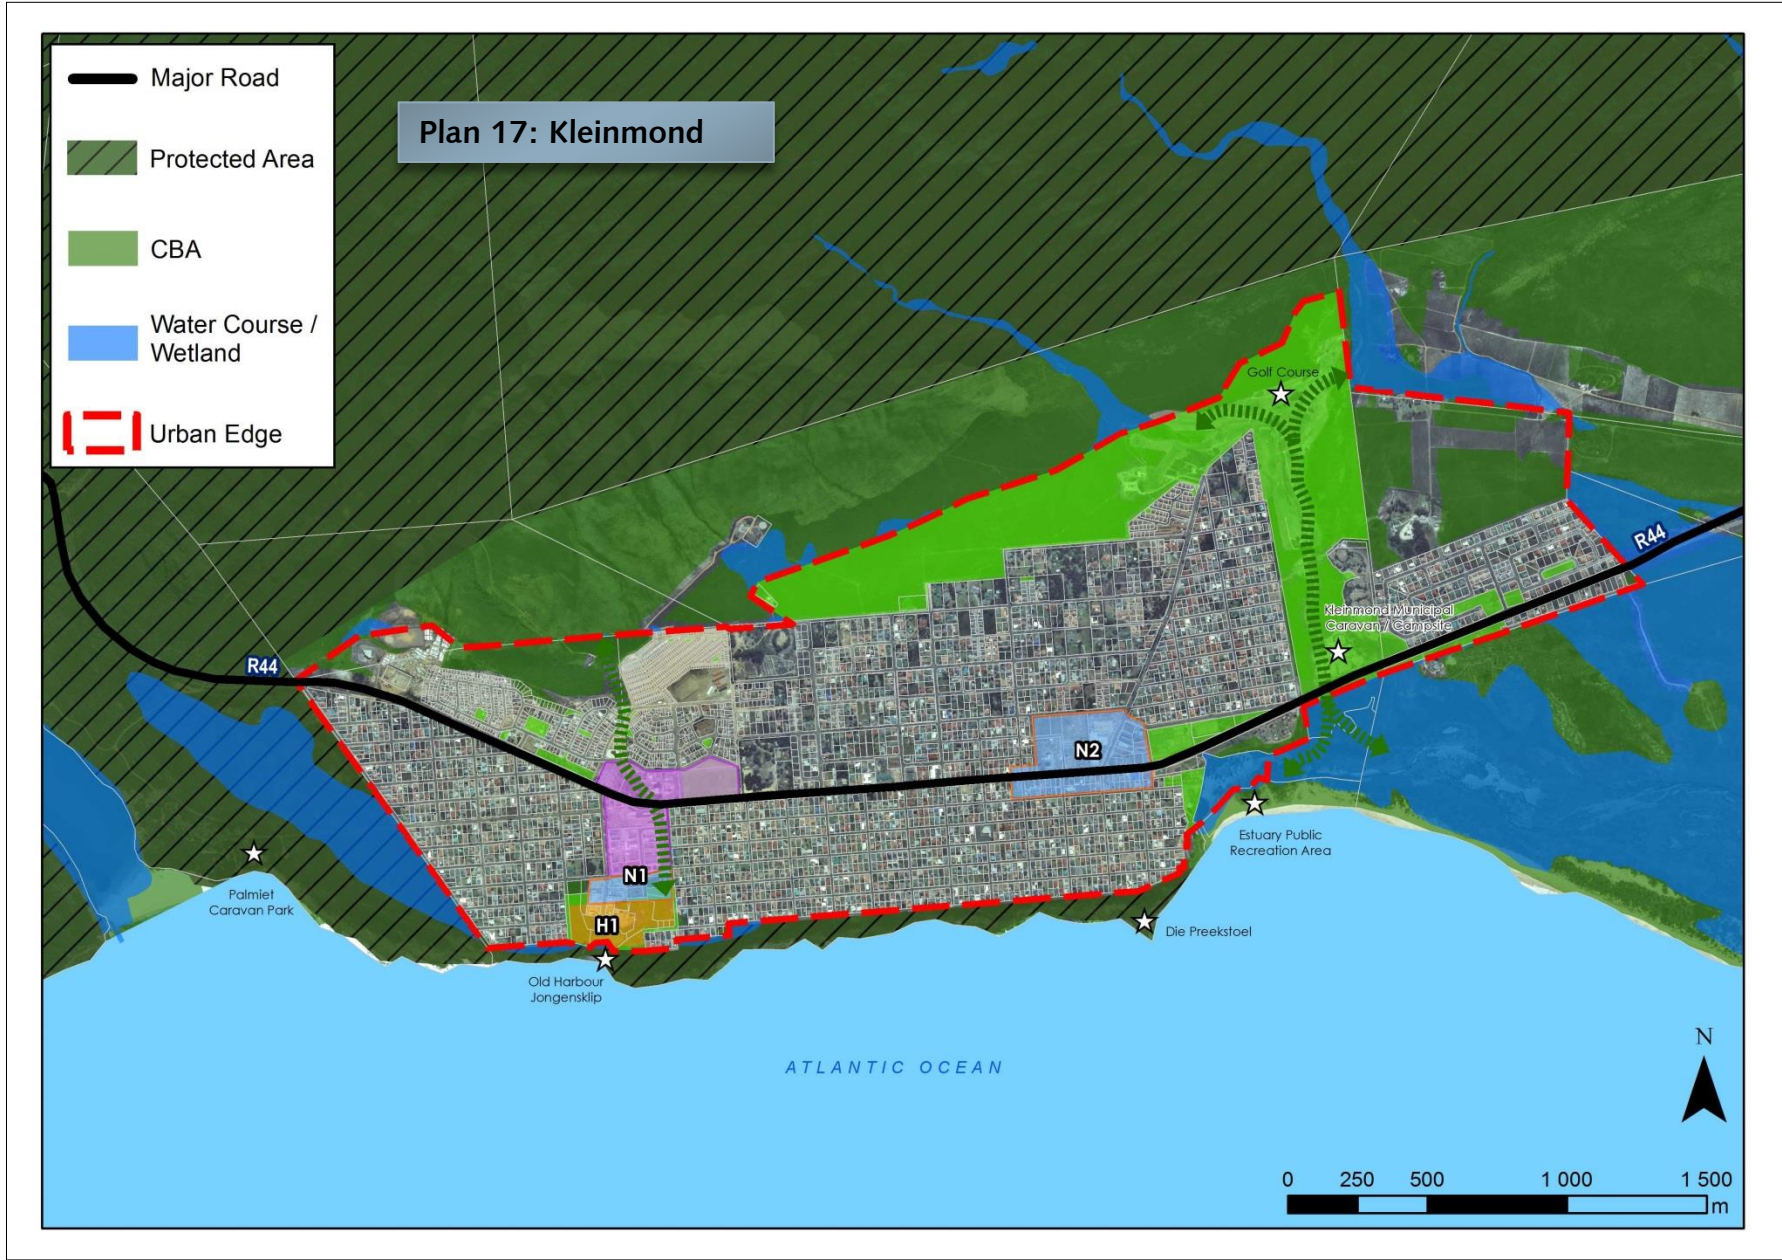 Major Road
Protected Area
CBA
Water Course /
Wetland
Urban Edge
Plan 17: Kleinmond
Golf Course
R44
Kleinmond Municipal
Caravan / Campsite
R44
N2
Estuary Public
Recreation Area
Palmiet
Caravan Park
N1
H1
Die Preekstoel
Old Harbour
Jongensklip
ATLANTIC OCEAN
N
0 250 500 1 000 1 500
m